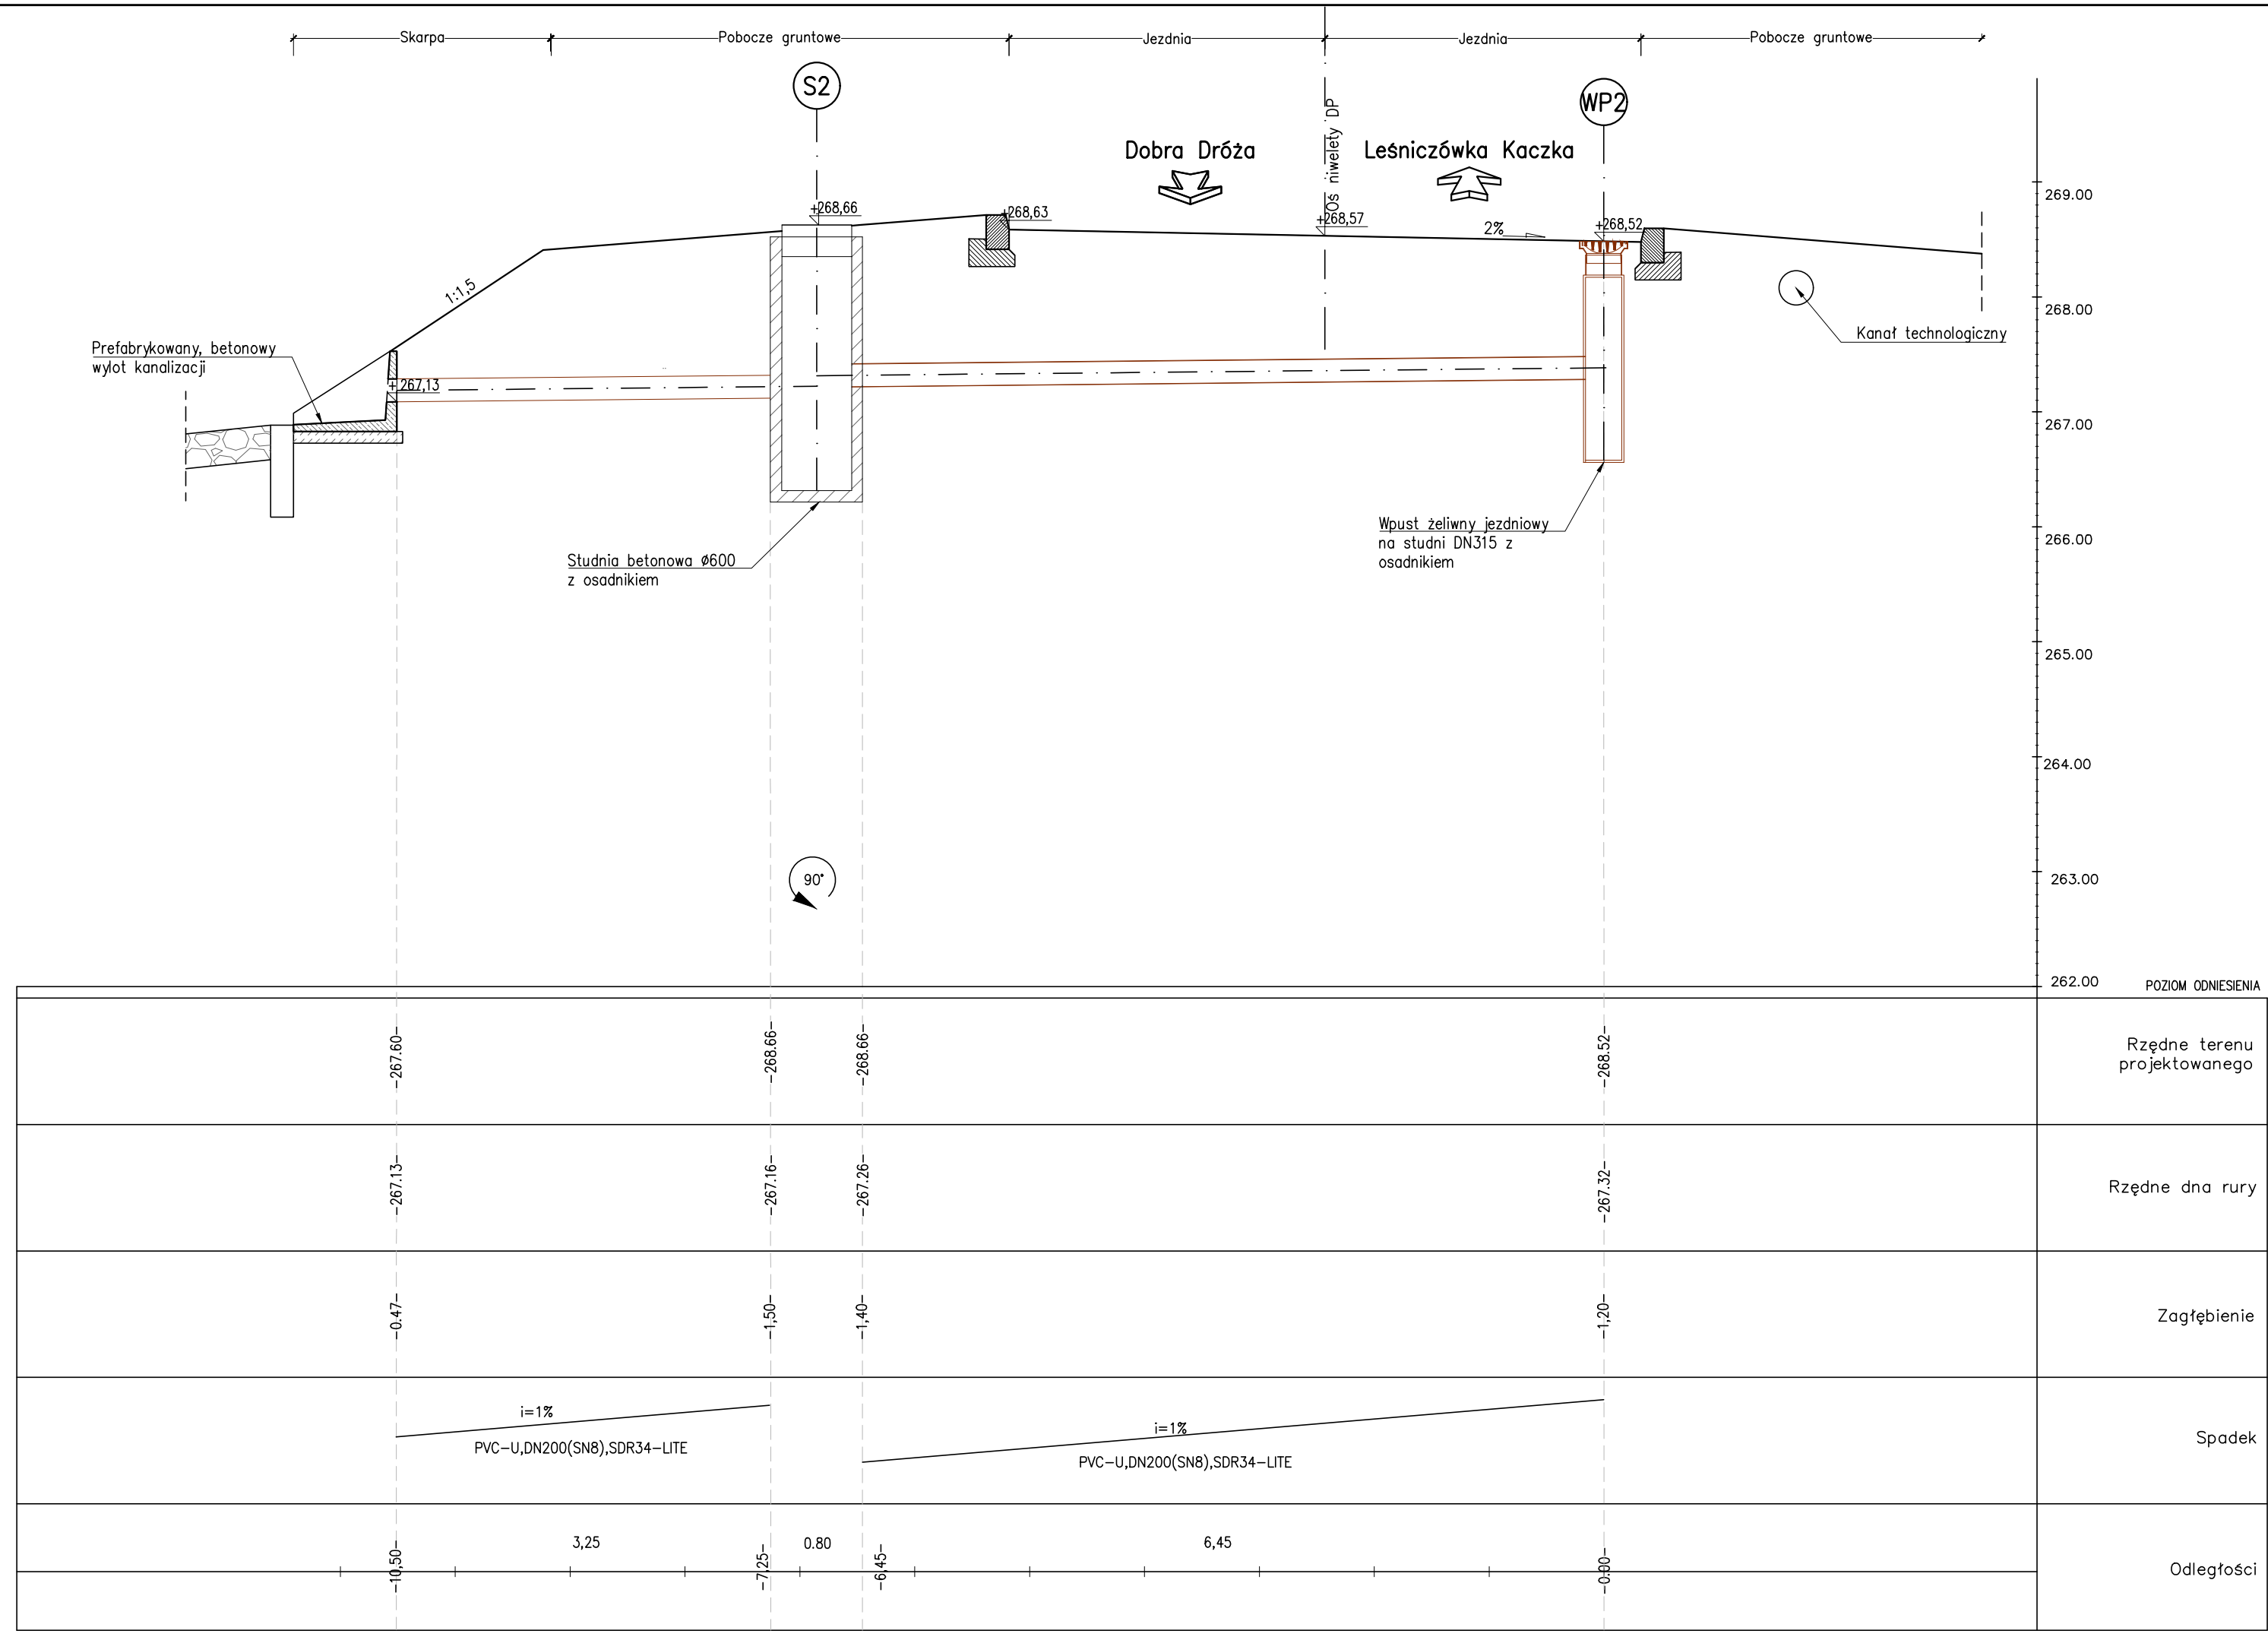 Skarpa
Pobocze gruntowe
Jezdnia
Jezdnia
Pobocze gruntowe
S2
WP2
Oś niwelety DP
Dobra Dróża
Leśniczówka Kaczka
+268,66
+268,63
+268,57
2%
+268,52
1:1,5
269.00
268.00
267.00
266.00
265.00
264.00
263.00
262.00
Kanał technologiczny
Prefabrykowany, betonowy
wylot kanalizacji
+267,13
Studnia betonowa Ø600
z osadnikiem
Wpust żeliwny jezdniowy
na studni DN315 z
osadnikiem
90°
POZIOM ODNIESIENIA
-267.60-
-268.66-
-268.66-
-268.52-
Rzędne terenu
projektowanego
-267.13-
-267.16-
-267.26-
-267.32-
Rzędne dna rury
-0.47-
-1,50-
-1,40-
-1,20-
Zagłębienie
i=1%
PVC-U,DN200(SN8),SDR34-LITE
i=1%
PVC-U,DN200(SN8),SDR34-LITE
Spadek
3,25
0.80
6,45
-10,50-
-7,25-
-6,45-
-0.00-
Odległości